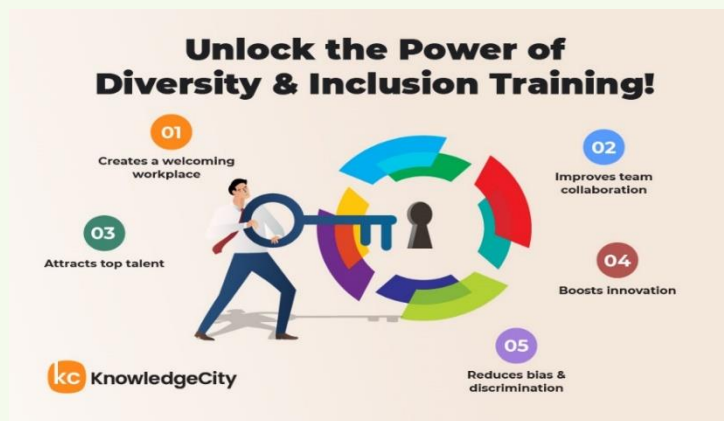 Unlock the Power of
Diversity & Inclusion Training!
01
Creates a welcoming
workplace
02
Improves team
collaboration
03
Attracts top talent
04
Boosts innovation
05
Reduces bias &
discrimination
kc KnowledgeCity